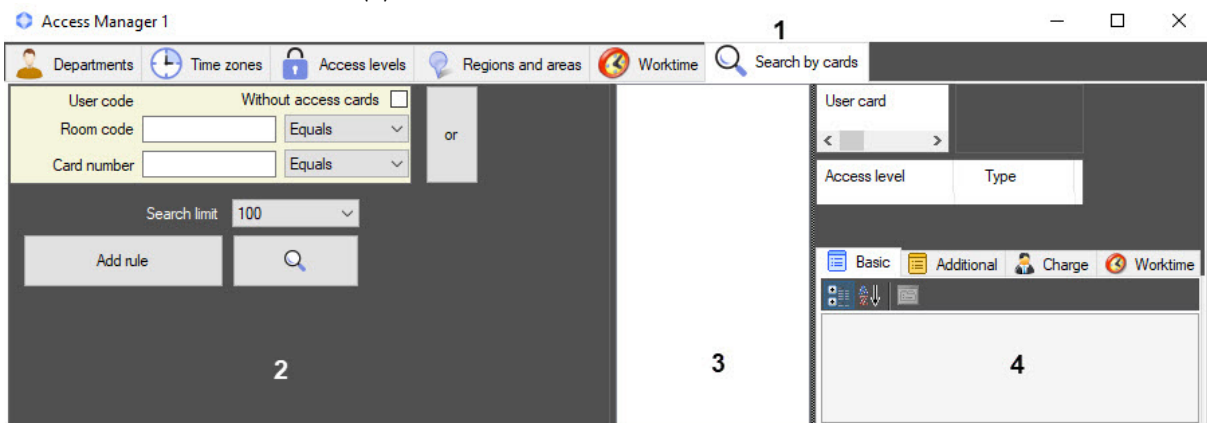 Access Manager 1
1
Departments Time zones Access levels Regions and areas Worktime Search by cards
User code Without access cards
Room code Equals
Card number Equals
or
Search limit 100
Add rule
2
3
User card
Access level Type
Basic Additional Charge Worktime
4